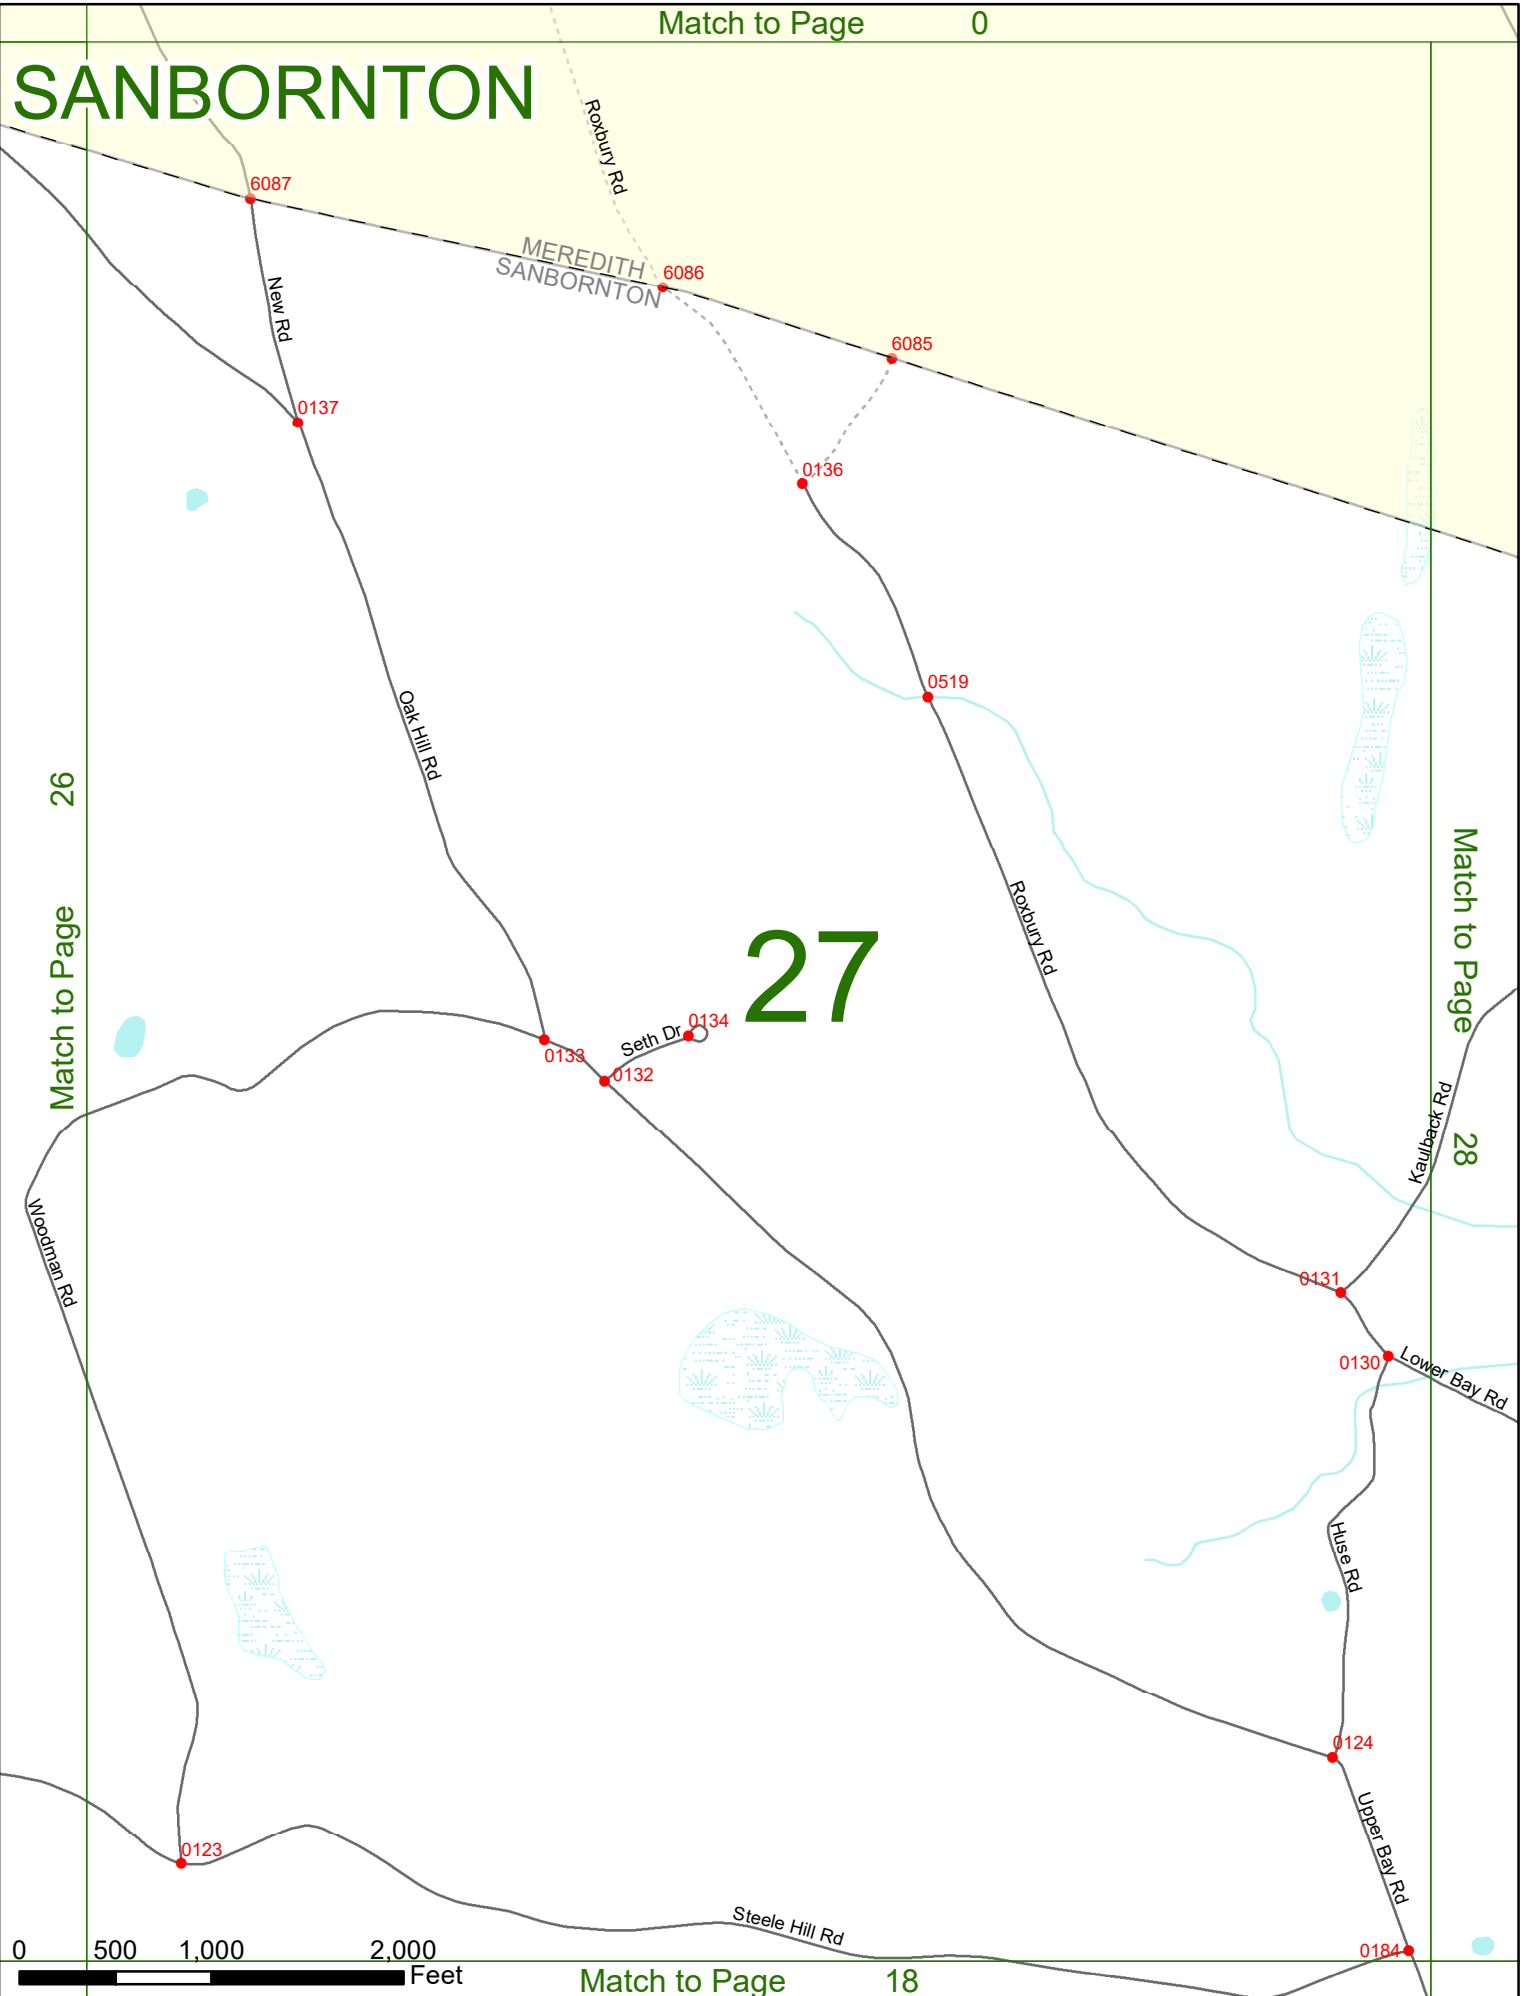 Match to Page 0
SANBORNTON
Roxbury Rd
6087
MEREDITH
SANBORNTON
6086
New Rd
6085
0137
0136
0519
Oak Hill Rd
Match to Page 26
Match to Page 28
Roxbury Rd
27
0134
Seth Dr
0133
0132
Kaulback Rd
Woodman Rd
0131
0130
Lower Bay Rd
Huse Rd
0124
Upper Bay Rd
0123
Steele Hill Rd
0184
0 500 1,000 2,000
Feet
Match to Page 18